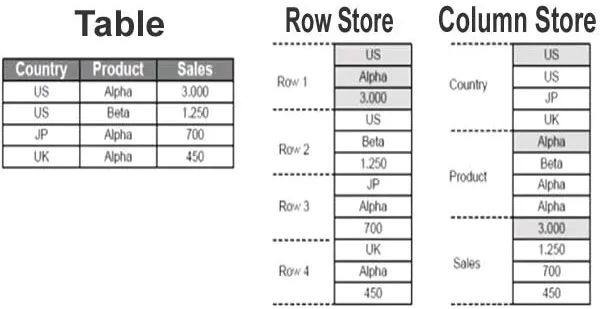 Table
Country Product Sales
US Alpha 3.000
US Beta 1.250
JP Alpha 700
UK Alpha 450
Row Store
Row 1
US
Alpha
3.000
Row 2
US
Beta
1.250
Row 3
JP
Alpha
700
Row 4
UK
Alpha
450
Column Store
Country
US
US
JP
UK
Product
Alpha
Beta
Alpha
Alpha
Sales
3.000
1.250
700
450